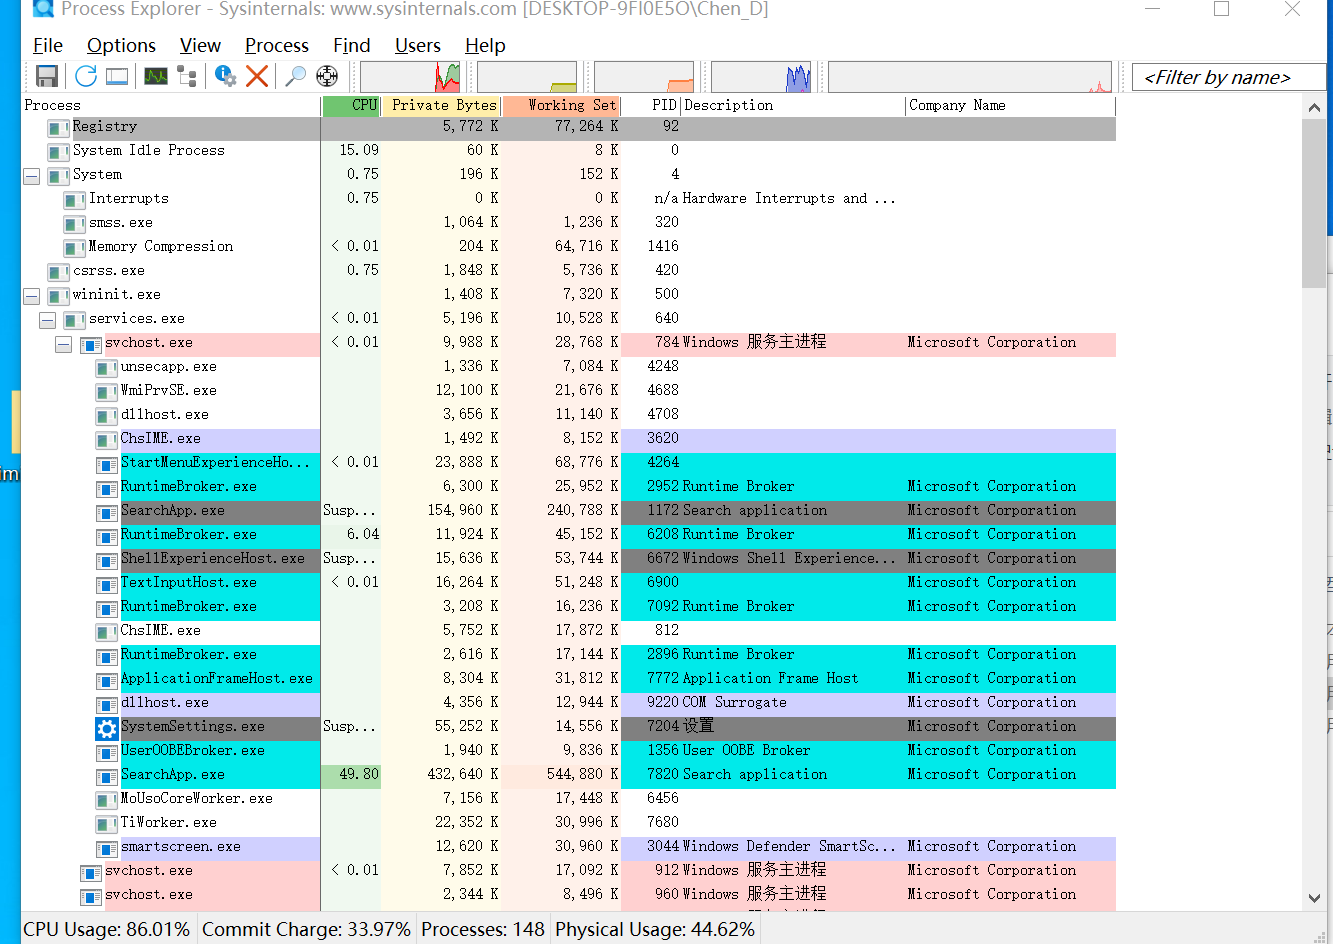 Process Explorer - Sysinternals: www.sysinternals.com [DESKTOP-9FI0E5O\Chen_D]
File Options View Process Find Users Help
<Filter by name>
Process CPU Private Bytes Working Set PID Description Company Name
Registry 5,772 K 77,264 K 92
System Idle Process 15.09 60 K 8 K 0
System 0.75 196 K 152 K 4
Interrupts 0.75 0 K 0 K n/a Hardware Interrupts and ...
smss.exe 1,064 K 1,236 K 320
Memory Compression < 0.01 204 K 64,716 K 1416
csrss.exe 0.75 1,848 K 5,736 K 420
wininit.exe 1,408 K 7,320 K 500
services.exe < 0.01 5,196 K 10,528 K 640
svchost.exe < 0.01 9,988 K 28,768 K 784 Windows 服务主进程 Microsoft Corporation
unsecapp.exe 1,336 K 7,084 K 4248
WmiPrvSE.exe 12,100 K 21,676 K 4688
dllhost.exe 3,656 K 11,140 K 4708
ChsIME.exe 1,492 K 8,152 K 3620
StartMenuExperienceHo... < 0.01 23,888 K 68,776 K 4264
RuntimeBroker.exe 6,300 K 25,952 K 2952 Runtime Broker Microsoft Corporation
SearchApp.exe Susp... 154,960 K 240,788 K 1172 Search application Microsoft Corporation
RuntimeBroker.exe 6.04 11,924 K 45,152 K 6208 Runtime Broker Microsoft Corporation
ShellExperienceHost.exe Susp... 15,636 K 53,744 K 6672 Windows Shell Experience... Microsoft Corporation
TextInputHost.exe < 0.01 16,264 K 51,248 K 6900 Microsoft Corporation
RuntimeBroker.exe 3,208 K 16,236 K 7092 Runtime Broker Microsoft Corporation
ChsIME.exe 5,752 K 17,872 K 812
RuntimeBroker.exe 2,616 K 17,144 K 2896 Runtime Broker Microsoft Corporation
ApplicationFrameHost.exe 8,304 K 31,812 K 7772 Application Frame Host Microsoft Corporation
dllhost.exe 4,356 K 12,944 K 9220 COM Surrogate Microsoft Corporation
SystemSettings.exe Susp... 55,252 K 14,556 K 7204 设置 Microsoft Corporation
UserOOBEBroker.exe 1,940 K 9,836 K 1356 User OOBE Broker Microsoft Corporation
SearchApp.exe 49.80 432,640 K 544,880 K 7820 Search application Microsoft Corporation
MoUsoCoreWorker.exe 7,156 K 17,448 K 6456
TiWorker.exe 22,352 K 30,996 K 7680
smartscreen.exe 12,620 K 30,960 K 3044 Windows Defender SmartSc... Microsoft Corporation
svchost.exe < 0.01 7,852 K 17,092 K 912 Windows 服务主进程 Microsoft Corporation
svchost.exe 2,344 K 8,496 K 960 Windows 服务主进程 Microsoft Corporation
CPU Usage: 86.01% Commit Charge: 33.97% Processes: 148 Physical Usage: 44.62%